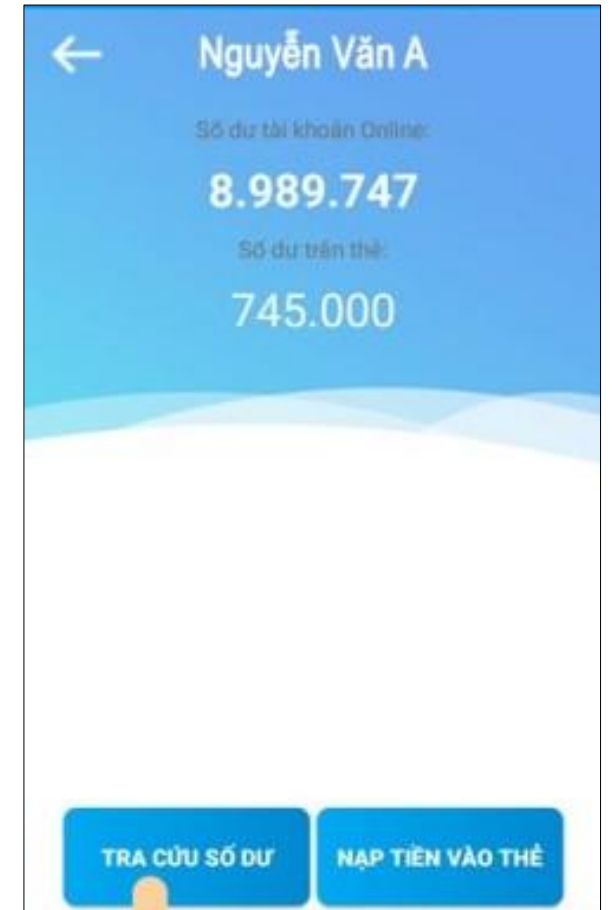 Nguyễn Văn A
Số dư tài khoản Online:
8.989.747
Số dư trên thẻ:
745.000
TRA CỨU SỐ DƯ
NẠP TIỀN VÀO THẺ